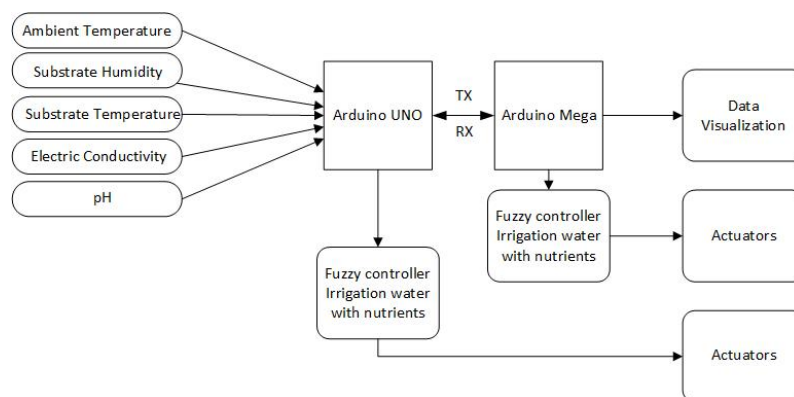 Ambient Temperature
Substrate Humidity
Substrate Temperature
Electric Conductivity
pH
Arduino UNO
TX
RX
Arduino Mega
Data
Visualization
Fuzzy controller
Irrigation water
with nutrients
Actuators
Fuzzy controller
Irrigation water
with nutrients
Actuators